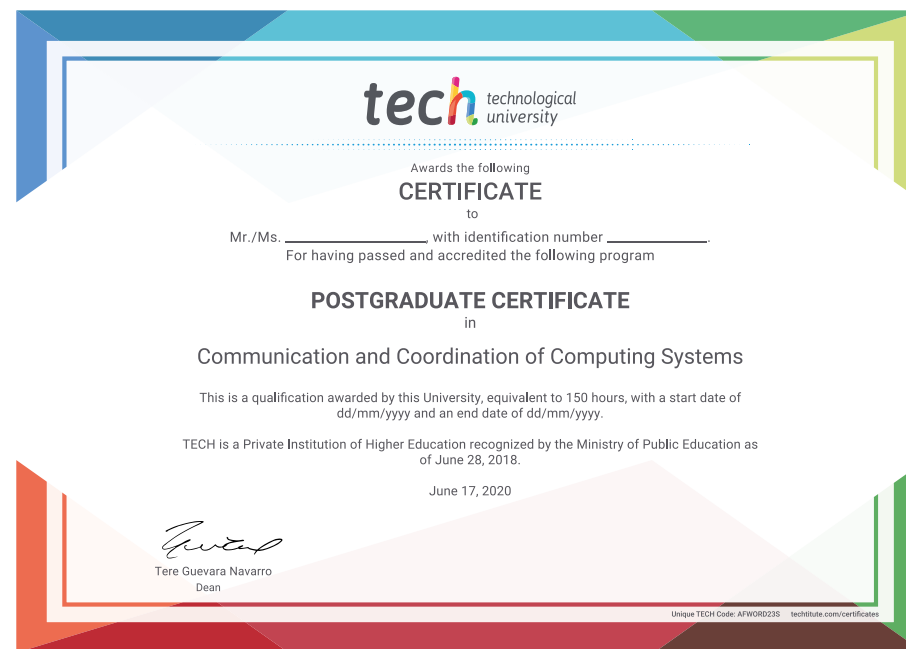 tech technological
university
Awards the following
CERTIFICATE
to
Mr./Ms. ____________________, with identification number ______________.
For having passed and accredited the following program
POSTGRADUATE CERTIFICATE
in
Communication and Coordination of Computing Systems
This is a qualification awarded by this University, equivalent to 150 hours, with a start date of
dd/mm/yyyy and an end date of dd/mm/yyyy.
TECH is a Private Institution of Higher Education recognized by the Ministry of Public Education as
of June 28, 2018.
June 17, 2020
Tere Guevara Navarro
Dean
Unique TECH Code: AFWORD23S techtitute.com/certificates